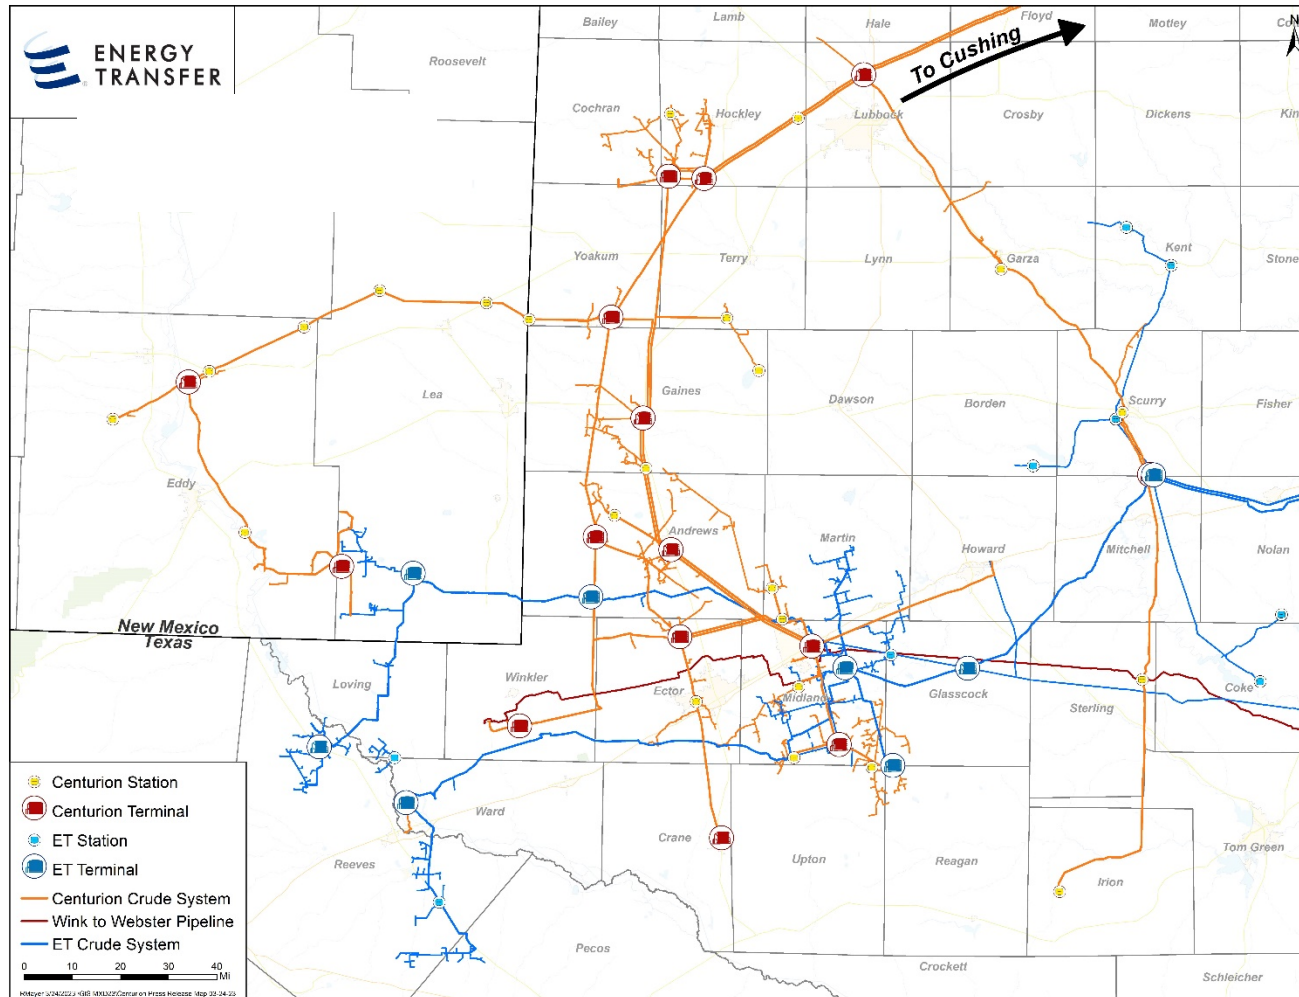 Bailey
Lamb
Hale
Floyd
Motley
N
ENERGY
TRANSFER
Roosevelt
To Cushing
Cochran
Hockley
Lubbock
Crosby
Dickens
Yoakum
Terry
Lynn
Garza
Kent
Lea
Gaines
Dawson
Borden
Scurry
Fisher
Eddy
Andrews
Martin
Howard
Mitchell
Nolan
New Mexico
Texas
Loving
Winkler
Ector
Midland
Glasscock
Sterling
Coke
Ward
Crane
Upton
Reagan
Irion
Tom Green
Reeves
Pecos
Crockett
Schleicher
Centurion Station
Centurion Terminal
ET Station
ET Terminal
Centurion Crude System
Wink to Webster Pipeline
ET Crude System
0 10 20 30 40
Mi